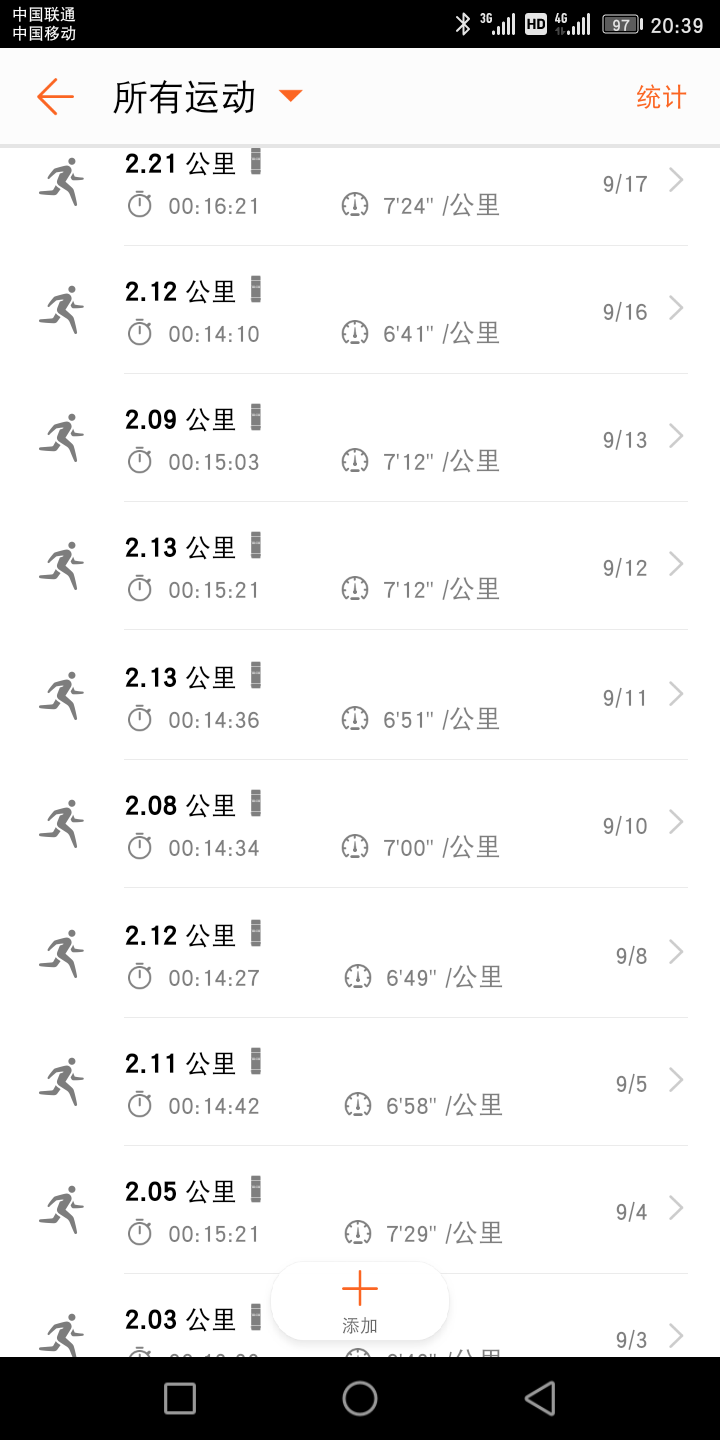 中国联通
中国移动
3G HD 4G 97 20:39
所有运动 统计
2.21 公里
00:16:21 7'24" /公里 9/17
2.12 公里
00:14:10 6'41" /公里 9/16
2.09 公里
00:15:03 7'12" /公里 9/13
2.13 公里
00:15:21 7'12" /公里 9/12
2.13 公里
00:14:36 6'51" /公里 9/11
2.08 公里
00:14:34 7'00" /公里 9/10
2.12 公里
00:14:27 6'49" /公里 9/8
2.11 公里
00:14:42 6'58" /公里 9/5
2.05 公里
00:15:21 7'29" /公里 9/4
2.03 公里
9/3
添加